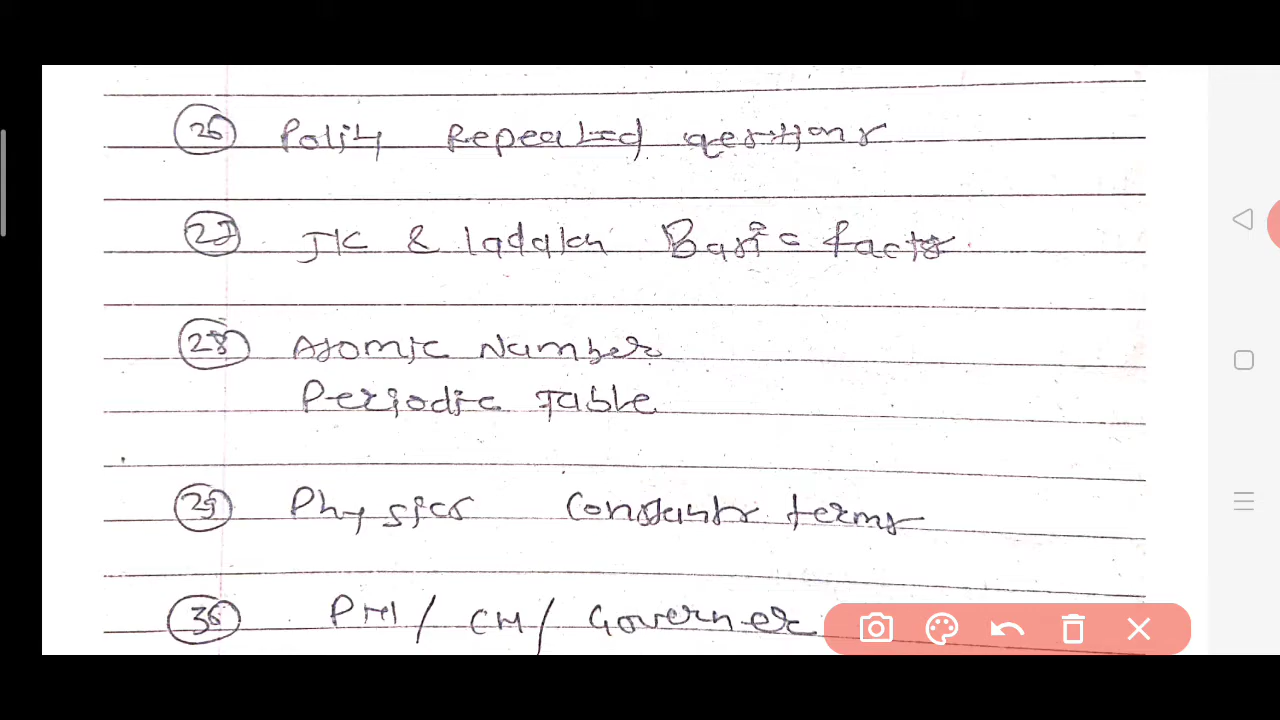 26 Polity Repeated questions
27 JK & ladakh Basic facts
28 Atomic Number
Periodic Table
29 Physics Constants terms
30 PM / CM / Governer